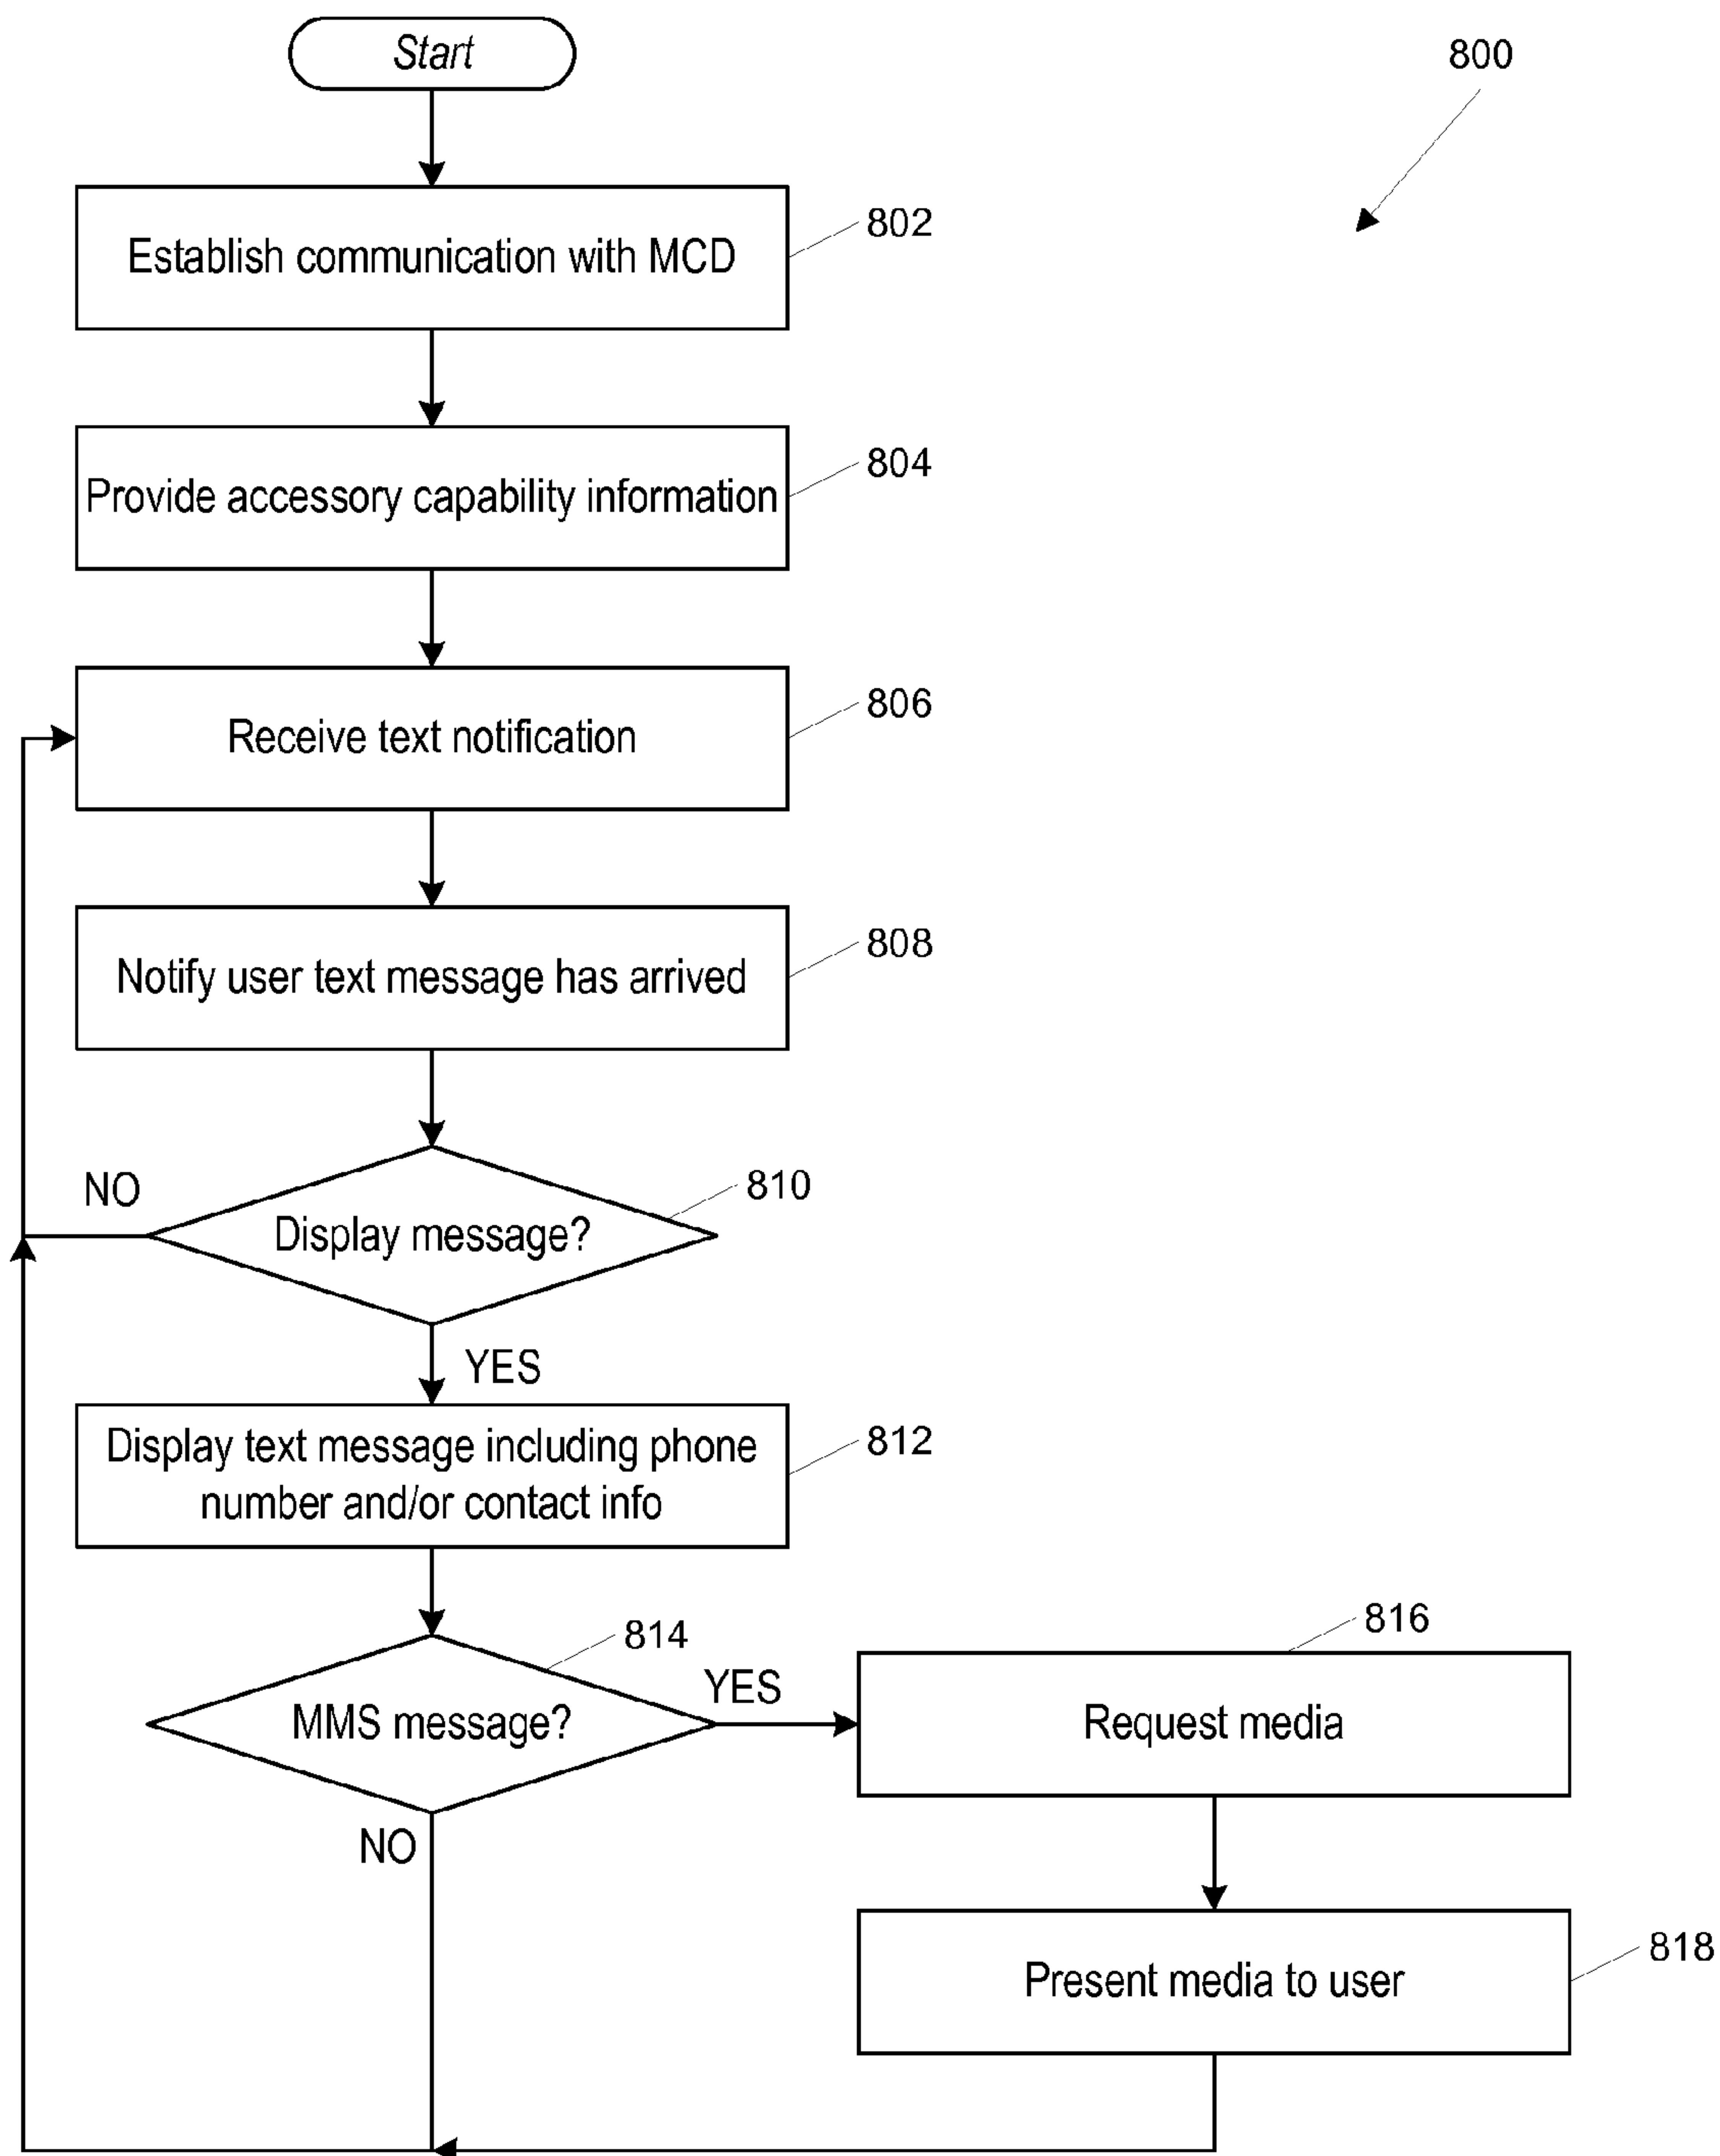 Start
800
Establish communication with MCD
802
Provide accessory capability information
804
Receive text notification
806
Notify user text message has arrived
808
NO
Display message?
810
YES
Display text message including phone
number and/or contact info
812
MMS message?
814
YES
NO
816
Request media
Present media to user
818